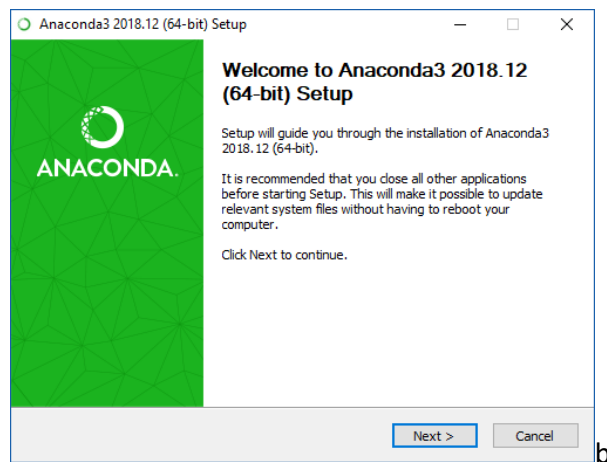 Anaconda3 2018.12 (64-bit) Setup
Welcome to Anaconda3 2018.12
(64-bit) Setup
ANACONDA.
Setup will guide you through the installation of Anaconda3
2018.12 (64-bit).
It is recommended that you close all other applications
before starting Setup. This will make it possible to update
relevant system files without having to reboot your
computer.
Click Next to continue.
Next >
Cancel
b